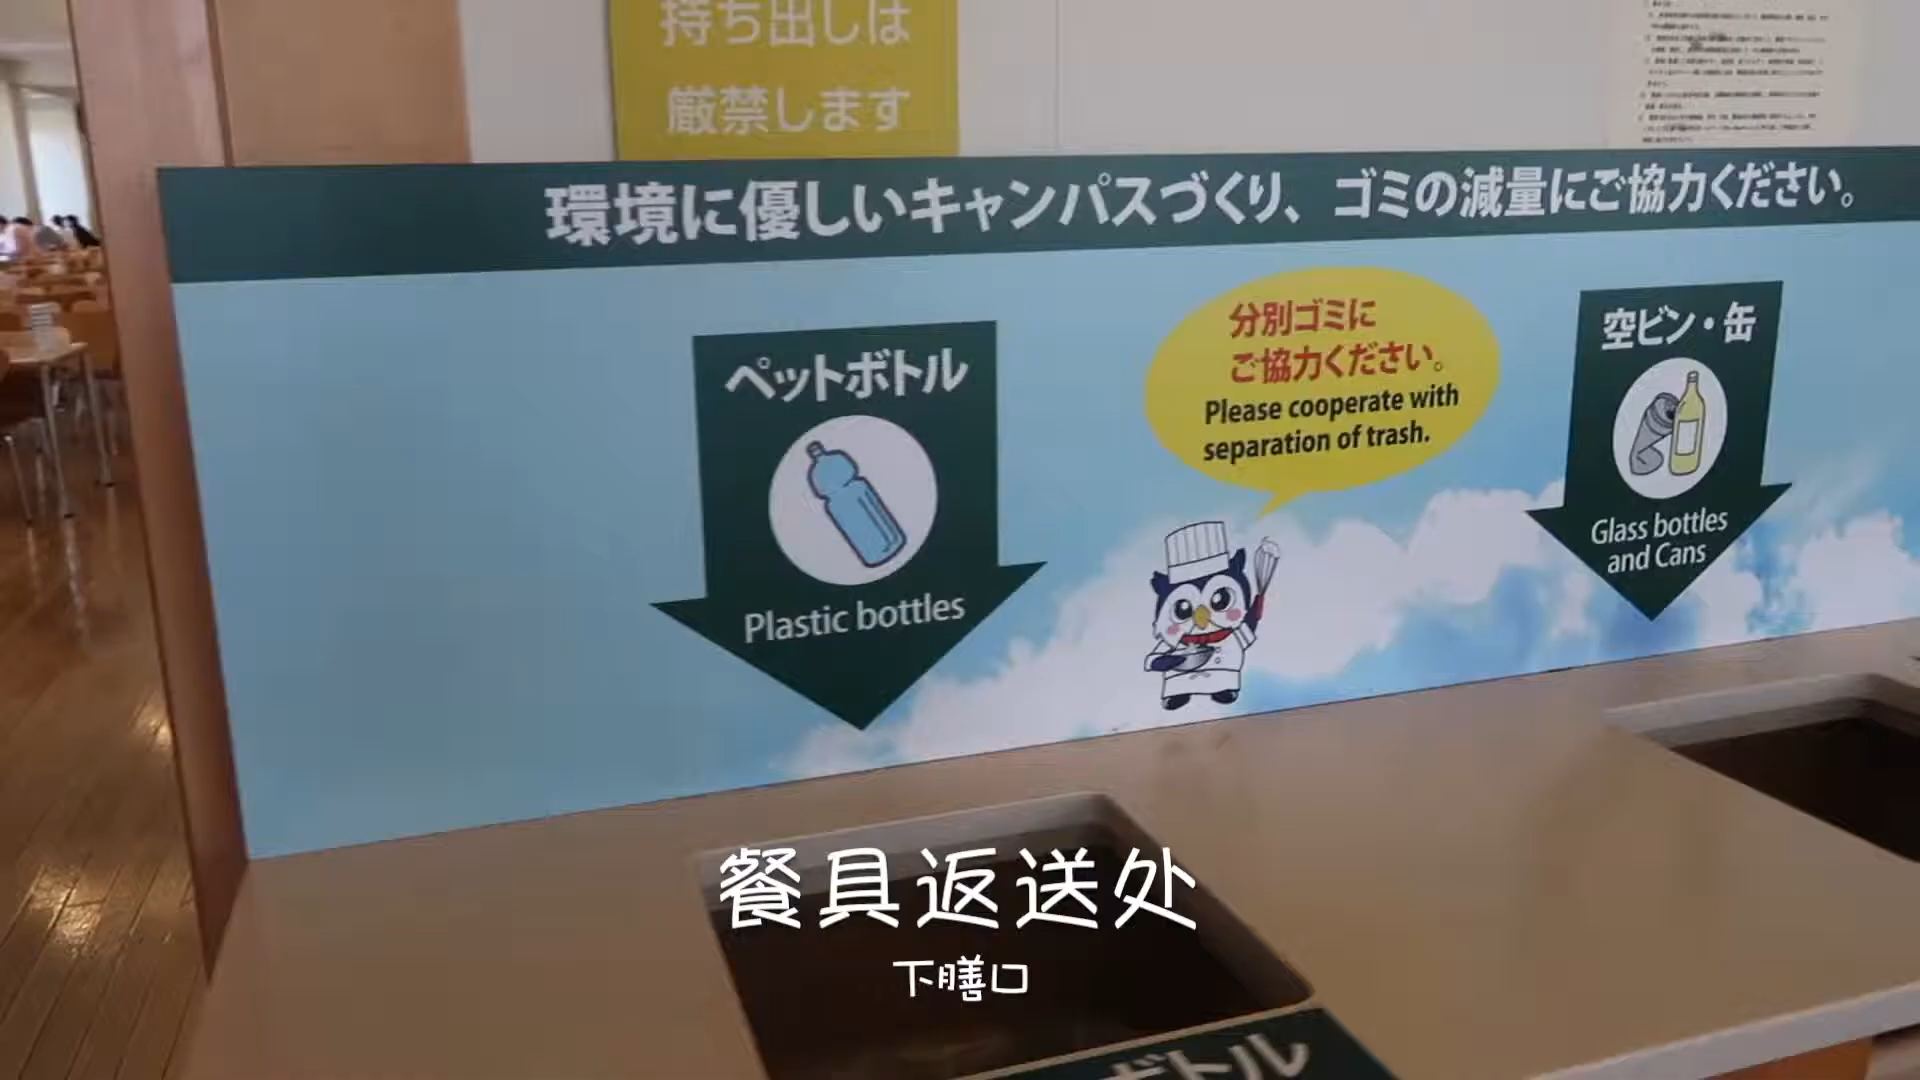 持ち出しは
厳禁します
環境に優しいキャンパスづくり、ゴミの減量にご協力ください。
ペットボトル
Plastic bottles
分別ゴミに
ご協力ください。
Please cooperate with
separation of trash.
空ビン・缶
Glass bottles
and Cans
餐具返送处
下膳口
ボトル